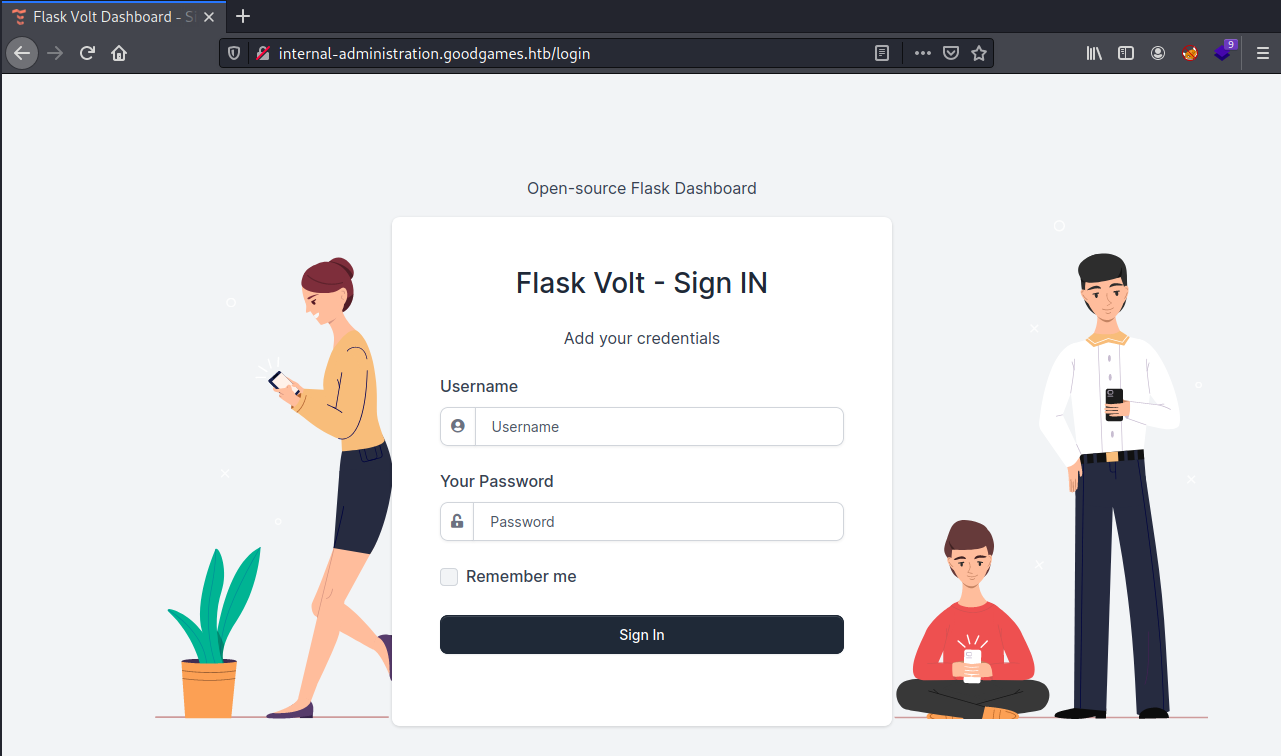 Flask Volt Dashboard - S
internal-administration.goodgames.htb/login
9
Open-source Flask Dashboard
Flask Volt - Sign IN
Add your credentials
Username
Username
Your Password
Password
Remember me
Sign In